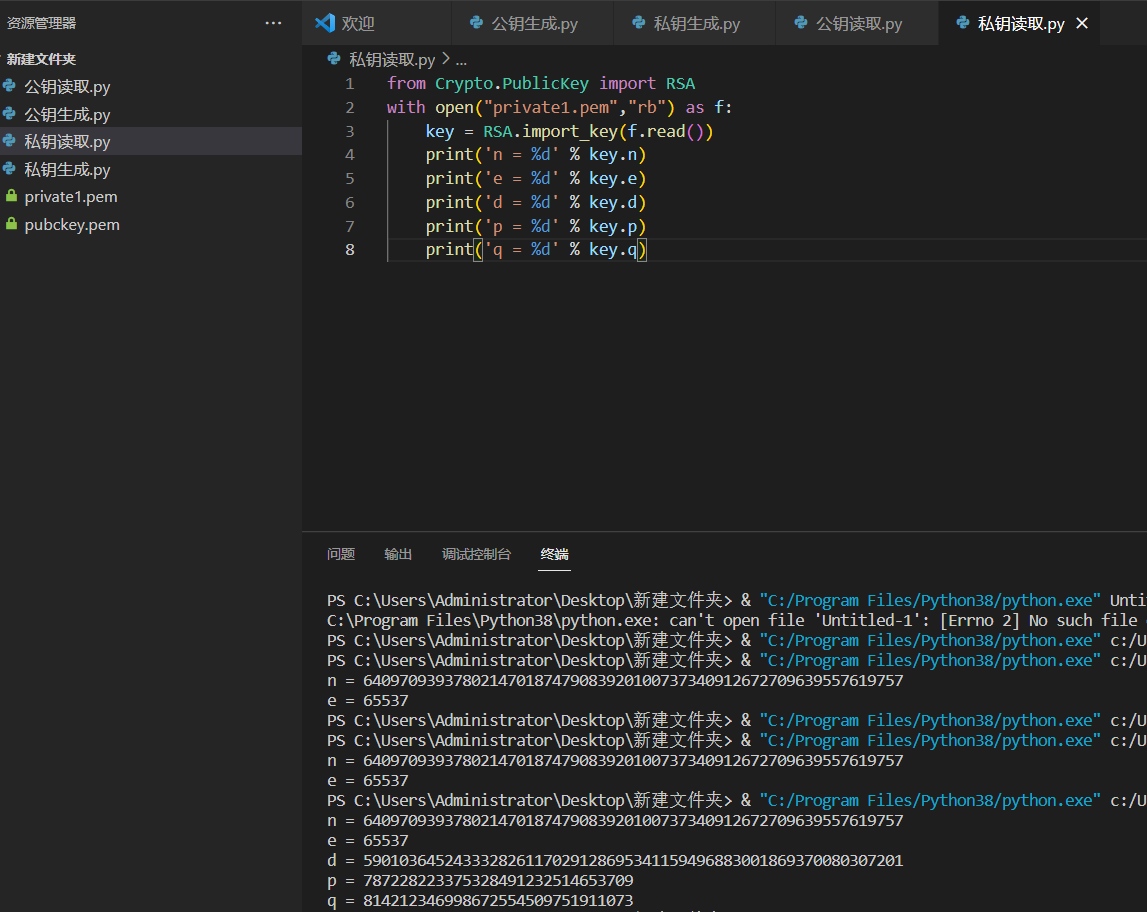 资源管理器 ...
欢迎 公钥生成.py 私钥生成.py 公钥读取.py 私钥读取.py
新建文件夹
公钥读取.py
公钥生成.py
私钥读取.py
私钥生成.py
private1.pem
pubckey.pem
私钥读取.py > ...
1 from Crypto.PublicKey import RSA
2 with open("private1.pem","rb") as f:
3 key = RSA.import_key(f.read())
4 print('n = %d' % key.n)
5 print('e = %d' % key.e)
6 print('d = %d' % key.d)
7 print('p = %d' % key.p)
8 print('q = %d' % key.q)
问题 输出 调试控制台 终端
PS C:\Users\Administrator\Desktop\新建文件夹> & "C:/Program Files/Python38/python.exe" Unti
C:\Program Files\Python38\python.exe: can't open file 'Untitled-1': [Errno 2] No such file
PS C:\Users\Administrator\Desktop\新建文件夹> & "C:/Program Files/Python38/python.exe" c:/U
PS C:\Users\Administrator\Desktop\新建文件夹> & "C:/Program Files/Python38/python.exe" c:/U
n = 64097093937802147018747908392010073734091267270963955761975​7
e = 65537
PS C:\Users\Administrator\Desktop\新建文件夹> & "C:/Program Files/Python38/python.exe" c:/U
PS C:\Users\Administrator\Desktop\新建文件夹> & "C:/Program Files/Python38/python.exe" c:/U
n = 640970939378021470187479083920100737340912672709639557619757
e = 65537
PS C:\Users\Administrator\Desktop\新建文件夹> & "C:/Program Files/Python38/python.exe" c:/U
n = 640970939378021470187479083920100737340912672709639557619757
e = 65537
d = 590103645243332826117029128695341159496883001869370080307201
p = 787228223375328491232514653709
q = 814212346998672554509751911073